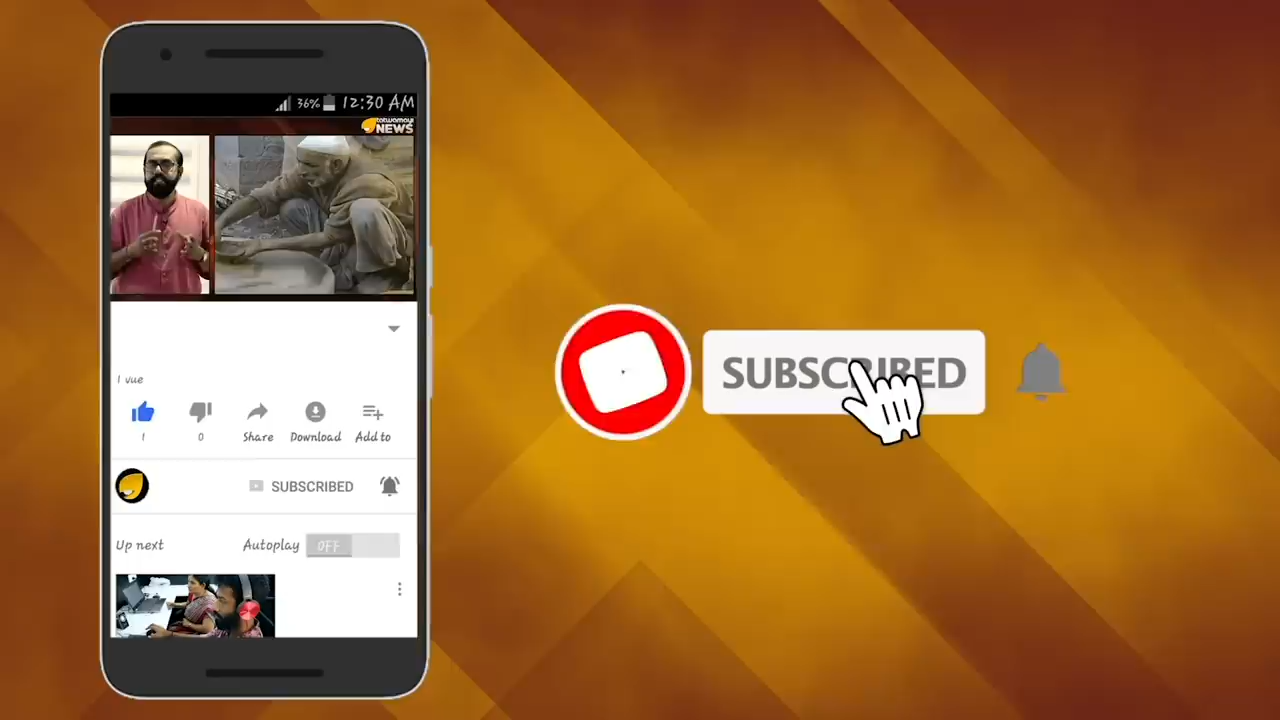 36% 12:30 AM
tatwamayi
NEWS
1 vue
1
0
Share
Download
Add to
SUBSCRIBED
Up next
Autoplay
OFF
SUBSCRIBED